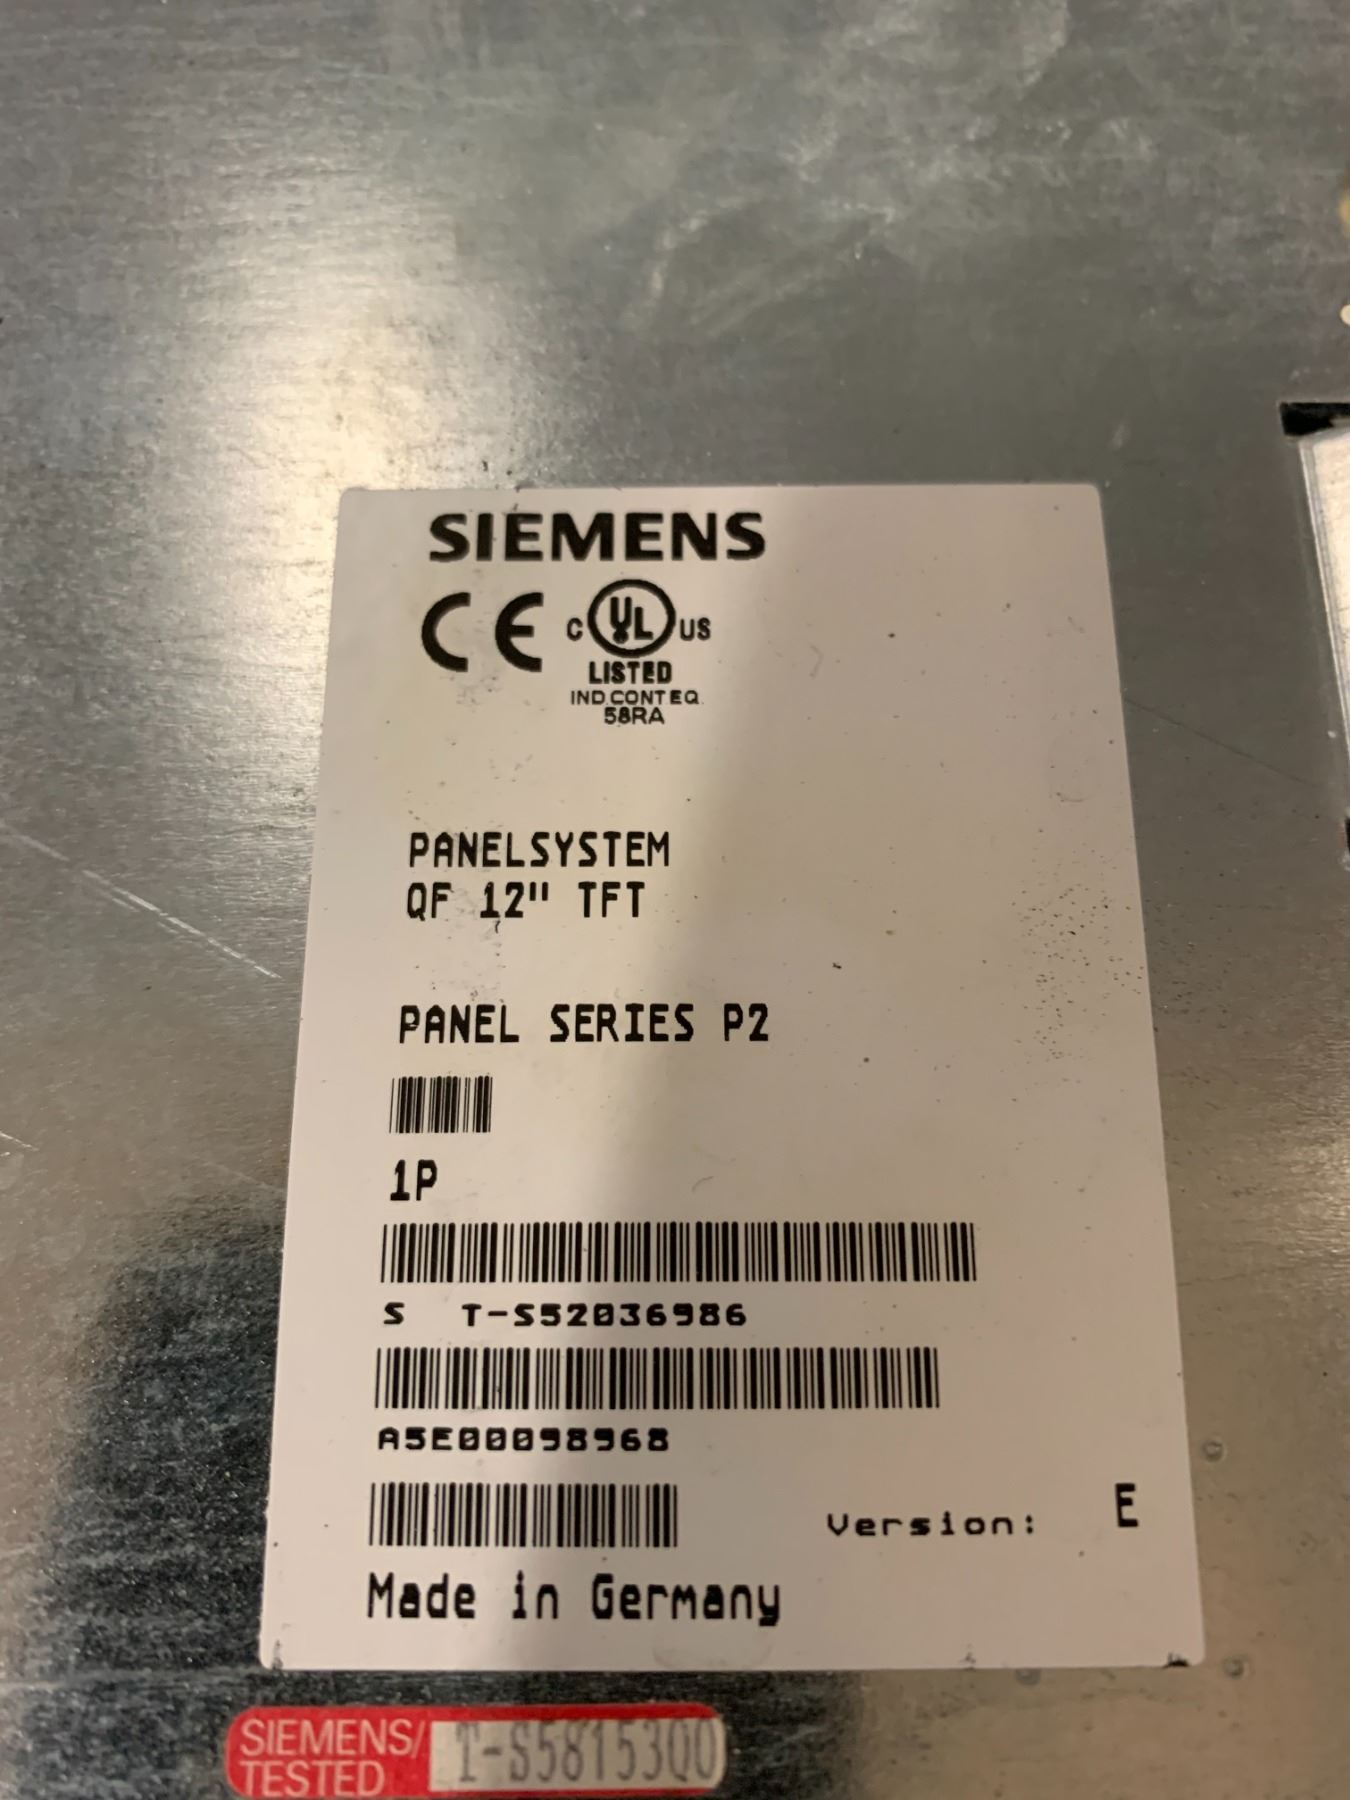 SIEMENS
CE C UL US
LISTED
IND.CONT.EQ.
58RA
PANELSYSTEM
QF 12" TFT
PANEL SERIES P2
1P
S T-S52036986
A5E00098968
Version: E
Made in Germany
SIEMENS/
TESTED
T-S58153Q0